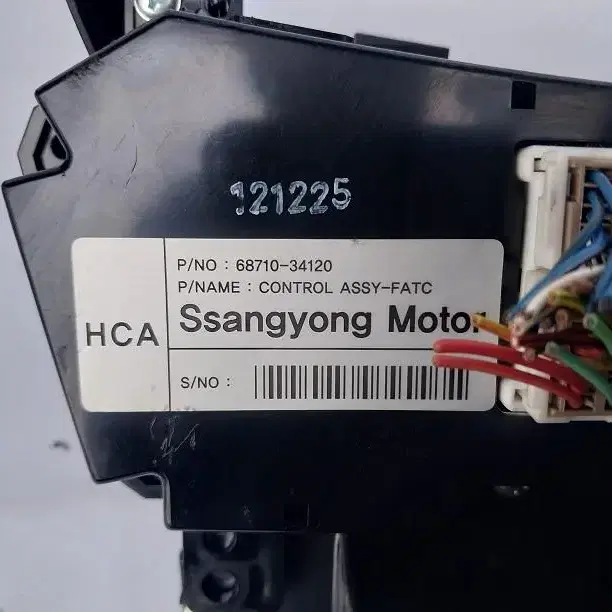 121225
P/NO : 68710-34120
P/NAME : CONTROL ASSY-FATC
HCA
Ssangyong Motor
S/NO :